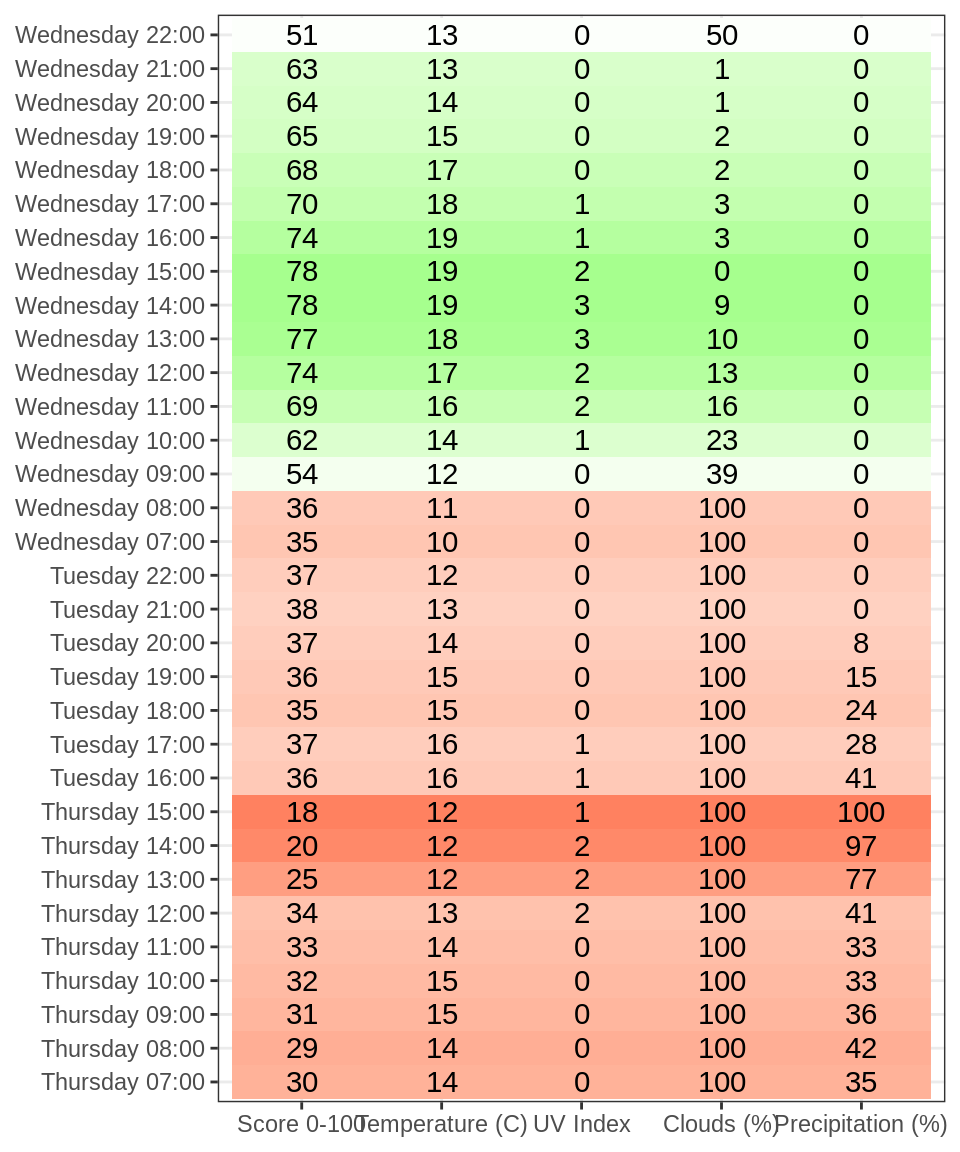 Wednesday 22:00 51 13 0 50 0
Wednesday 21:00 63 13 0 1 0
Wednesday 20:00 64 14 0 1 0
Wednesday 19:00 65 15 0 2 0
Wednesday 18:00 68 17 0 2 0
Wednesday 17:00 70 18 1 3 0
Wednesday 16:00 74 19 1 3 0
Wednesday 15:00 78 19 2 0 0
Wednesday 14:00 78 19 3 9 0
Wednesday 13:00 77 18 3 10 0
Wednesday 12:00 74 17 2 13 0
Wednesday 11:00 69 16 2 16 0
Wednesday 10:00 62 14 1 23 0
Wednesday 09:00 54 12 0 39 0
Wednesday 08:00 36 11 0 100 0
Wednesday 07:00 35 10 0 100 0
Tuesday 22:00 37 12 0 100 0
Tuesday 21:00 38 13 0 100 0
Tuesday 20:00 37 14 0 100 8
Tuesday 19:00 36 15 0 100 15
Tuesday 18:00 35 15 0 100 24
Tuesday 17:00 37 16 1 100 28
Tuesday 16:00 36 16 1 100 41
Thursday 15:00 18 12 1 100 100
Thursday 14:00 20 12 2 100 97
Thursday 13:00 25 12 2 100 77
Thursday 12:00 34 13 2 100 41
Thursday 11:00 33 14 0 100 33
Thursday 10:00 32 15 0 100 33
Thursday 09:00 31 15 0 100 36
Thursday 08:00 29 14 0 100 42
Thursday 07:00 30 14 0 100 35
Score 0-100 Temperature (C) UV Index Clouds (%) Precipitation (%)